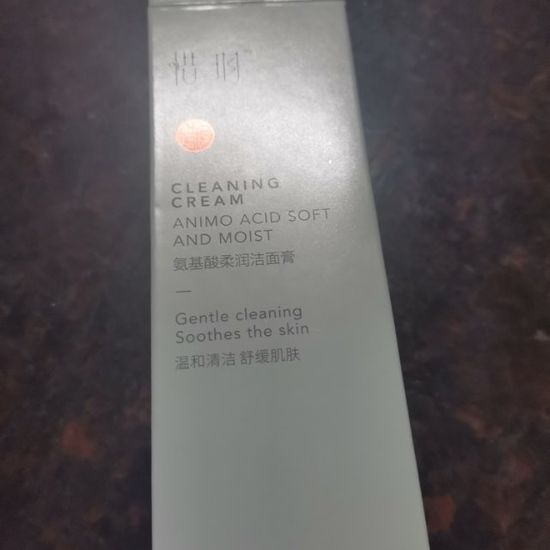 CLEANING
CREAM
ANIMO ACID SOFT
AND MOIST
氨基酸柔润洁面膏
Gentle cleaning
Soothes the skin
温和清洁 舒缓肌肤